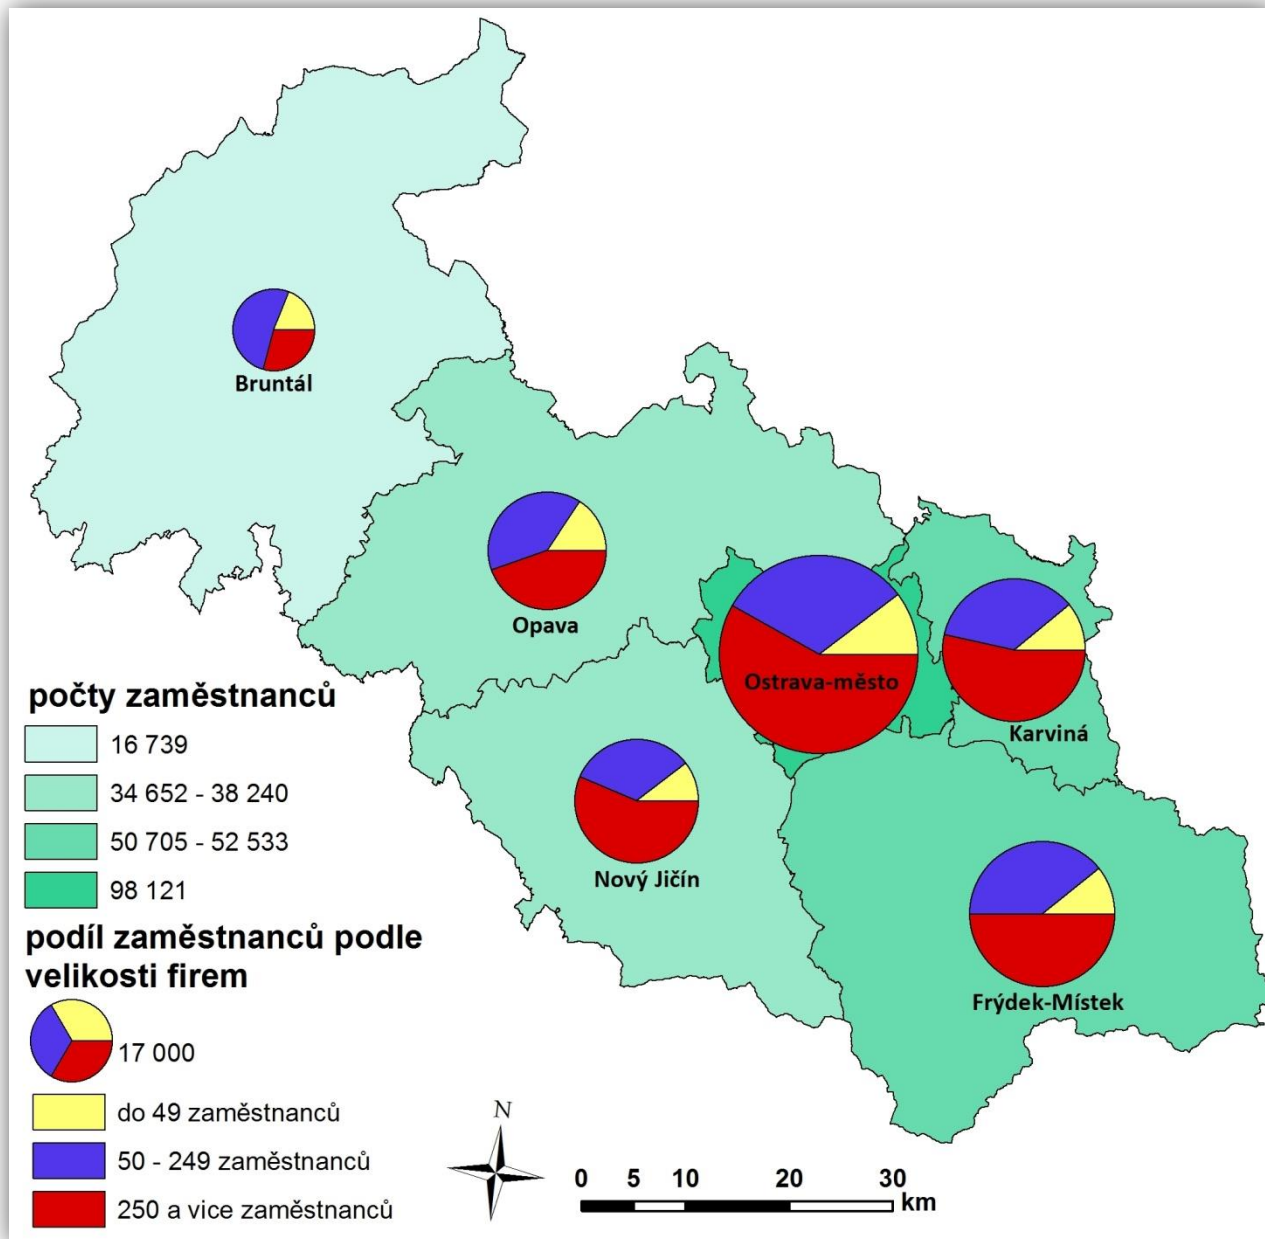 Bruntál
Opava
Ostrava-město
Karviná
Nový Jičín
Frýdek-Místek
počty zaměstnanců
16 739
34 652 - 38 240
50 705 - 52 533
98 121
podíl zaměstnanců podle
velikosti firem
17 000
do 49 zaměstnanců
50 - 249 zaměstnanců
250 a vice zaměstnanců
N
0 5 10 20 30
km